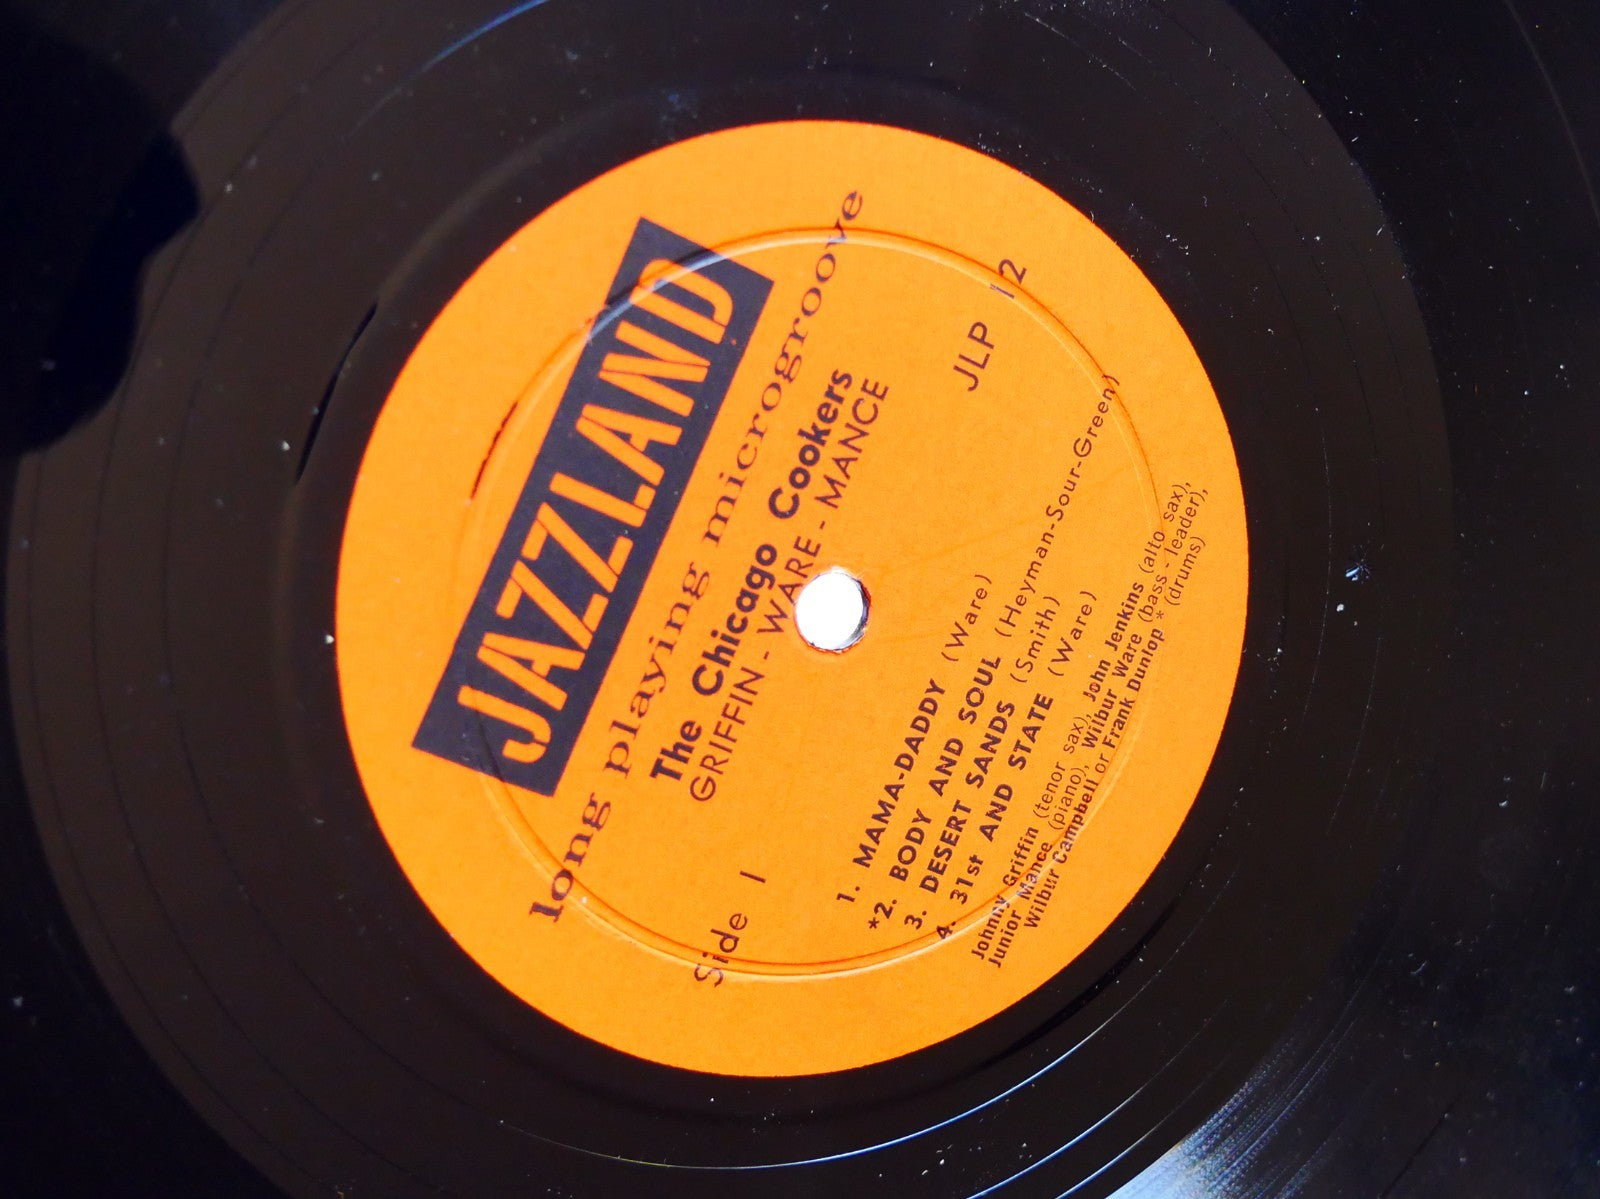 JAZZLAND
long playing microgroove
The Chicago Cookers
GRIFFIN - WARE - MANCE
Side 1 JLP 12
1. MAMA-DADDY (Ware)
*2. BODY AND SOUL (Heyman-Sour-Green)
3. DESERT SANDS (Smith)
4. 31st AND STATE (Ware)
Johnny Griffin (tenor sax), John Jenkins (alto sax),
Junior Mance (piano), Wilbur Ware (bass - leader),
Wilbur Campbell or Frank Dunlop * (drums)